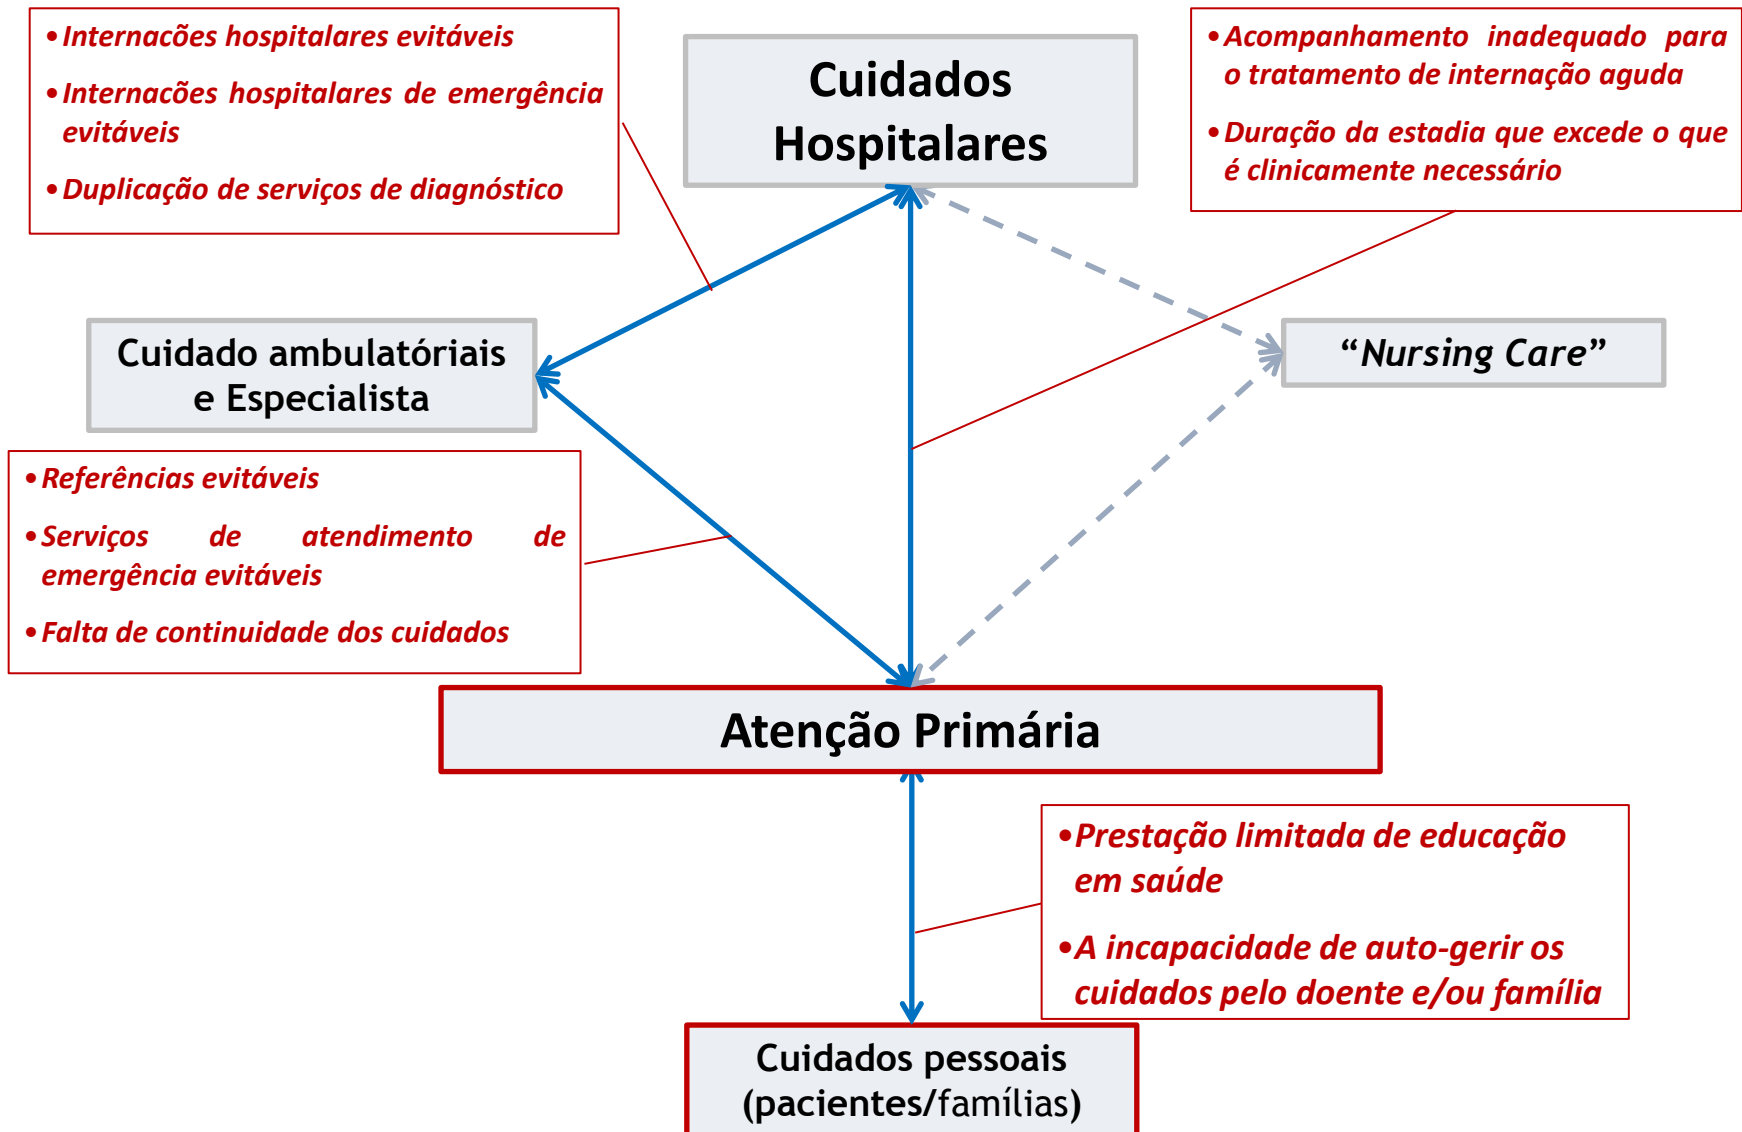 •Internacões hospitalares evitáveis
•Internacões hospitalares de emergência
evitáveis
•Duplicação de serviços de diagnóstico
Cuidados
Hospitalares
•Acompanhamento inadequado para
o tratamento de internação aguda
•Duração da estadia que excede o que
é clinicamente necessário
Cuidado ambulatóriais
e Especialista
“Nursing Care”
•Referências evitáveis
•Serviços de atendimento de
emergência evitáveis
•Falta de continuidade dos cuidados
Atenção Primária
•Prestação limitada de educação
em saúde
•A incapacidade de auto-gerir os
cuidados pelo doente e/ou família
Cuidados pessoais
(pacientes/famílias)